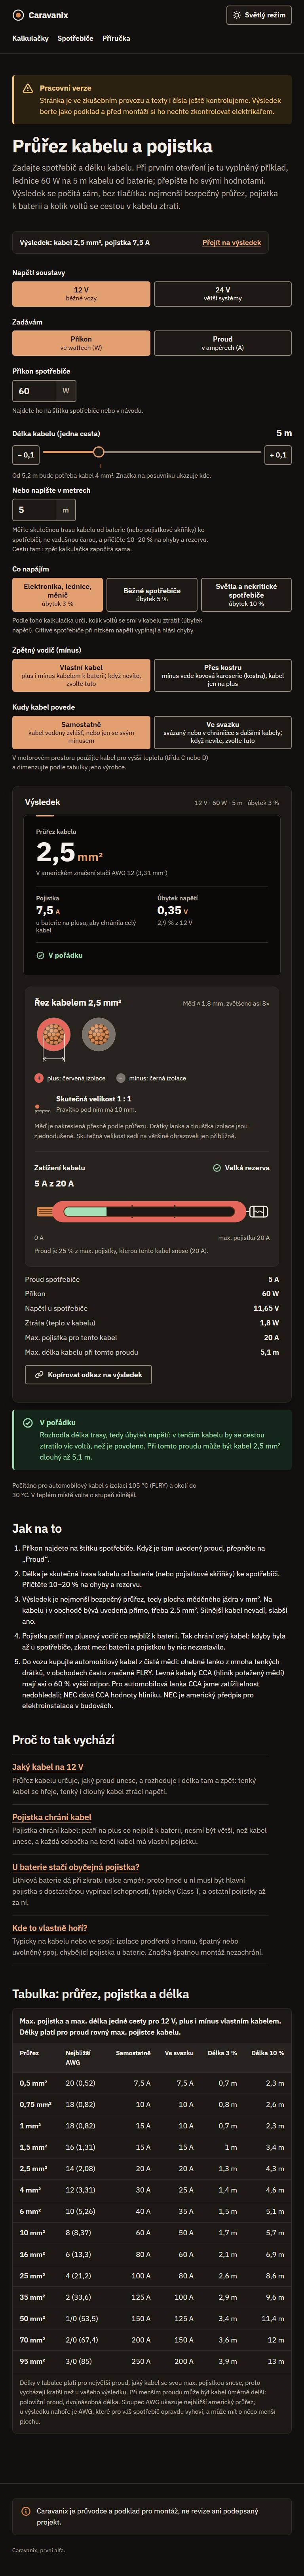 Caravanix
Světlý režim
Kalkulačky Spotřebiče Příručka
Pracovní verze
Stránka je ve zkušebním provozu a texty i čísla ještě kontrolujeme. Výsledek
berte jako podklad a před montáží si ho nechte zkontrolovat elektrikářem.
Průřez kabelu a pojistka
Zadejte spotřebič a délku kabelu. Při prvním otevření je tu vyplněný příklad,
lednice 60 W na 5 m kabelu od baterie; přepište ho svými hodnotami.
Výsledek se počítá sám, bez tlačítka: nejmenší bezpečný průřez, pojistka
k baterii a kolik voltů se cestou v kabelu ztratí.
Výsledek: kabel 2,5 mm², pojistka 7,5 A
Přejít na výsledek
Napětí soustavy
12 V
běžné vozy
24 V
větší systémy
Zadávám
Příkon
ve wattech (W)
Proud
v ampérech (A)
Příkon spotřebiče
60 W
Najdete ho na štítku spotřebiče nebo v návodu.
Délka kabelu (jedna cesta)
5 m
− 0,1
+ 0,1
Od 5,2 m bude potřeba kabel 4 mm². Značka na posuvníku ukazuje kde.
Nebo napište v metrech
5 m
Měřte skutečnou trasu kabelu od baterie (nebo pojistkové skříňky) ke
spotřebiči, ne vzdušnou čarou, a přičtěte 10–20 % na ohyby a rezervu.
Cestu tam i zpět kalkulačka započítá sama.
Co napájím
Elektronika, lednice,
měnič
úbytek 3 %
Běžné spotřebiče
úbytek 5 %
Světla a nekritické
spotřebiče
úbytek 10 %
Podle toho kalkulačka určí, kolik voltů se smí v kabelu ztratit (úbytek
napětí). Citlivé spotřebiče při nízkém napětí vypínají a hlásí chyby.
Zpětný vodič (mínus)
Vlastní kabel
plus i mínus kabelem k baterii; když nevíte,
zvolte tuto
Přes kostru
mínus vede kovová karoserie (kostra), kabel
jen na plus
Kudy kabel povede
Samostatně
kabel vedený zvlášť, nebo jen se svým
mínusem
Ve svazku
svázaný nebo v chráničce s dalšími kabely;
když nevíte, zvolte tuto
V motorovém prostoru použijte kabel pro vyšší teplotu (třída C nebo D)
a dimenzujte podle tabulky jeho výrobce.
Výsledek
12 V · 60 W · 5 m · úbytek 3 %
Průřez kabelu
2,5 mm²
V americkém značení stačí AWG 12 (3,31 mm²)
Pojistka
7,5 A
u baterie na plusu, aby chránila celý
kabel
Úbytek napětí
0,35 V
2,9 % z 12 V
V pořádku
Řez kabelem 2,5 mm²
Měď ⌀ 1,8 mm, zvětšeno asi 8×
plus: červená izolace
mínus: černá izolace
Skutečná velikost 1 : 1
Pravítko pod ním má 10 mm.
Měď je nakreslená přesně podle průřezu. Drátky lanka a tloušťka izolace jsou
zjednodušené. Skutečná velikost sedí na většině obrazovek jen přibližně.
Zatížení kabelu
Velká rezerva
5 A z 20 A
0 A
max. pojistka 20 A
Proud je 25 % z max. pojistky, kterou tento kabel snese (20 A).
Proud spotřebiče 5 A
Příkon 60 W
Napětí u spotřebiče 11,65 V
Ztráta (teplo v kabelu) 1,8 W
Max. pojistka pro tento kabel 20 A
Max. délka kabelu při tomto proudu 5,1 m
Kopírovat odkaz na výsledek
V pořádku
Rozhodla délka trasy, tedy úbytek napětí: v tenčím kabelu by se cestou
ztratilo víc voltů, než je povoleno. Při tomto proudu může být kabel 2,5 mm²
dlouhý až 5,1 m.
Počítáno pro automobilový kabel s izolací 105 °C (FLRY) a okolí do
30 °C. V teplém místě volte o stupeň silnější.
Jak na to
1. Příkon najdete na štítku spotřebiče. Když je tam uvedený proud, přepněte na
„Proud“.
2. Délka je skutečná trasa kabelu od baterie (nebo pojistkové skříňky) ke spotřebiči.
Přičtěte 10–20 % na ohyby a rezervu.
3. Výsledek je nejmenší bezpečný průřez, tedy plocha měděného jádra v mm². Na
kabelu i v obchodě bývá uvedená přímo, třeba 2,5 mm². Silnější kabel nevadí, slabší
ano.
4. Pojistka patří na plusový vodič co nejblíž k baterii. Tak chrání celý kabel: kdyby byla
až u spotřebiče, zkrat mezi baterií a pojistkou by nic nezastavilo.
5. Do vozu kupujte automobilový kabel z čisté mědi: ohebné lanko z mnoha tenkých
drátků, v obchodech často značené FLRY. Levné kabely CCA (hliník potažený mědí)
mají asi o 60 % vyšší odpor. Pro automobilová lanka CCA jsme zatížitelnost
nedohledali; NEC dává CCA hodnoty hliníku. NEC je americký předpis pro
elektroinstalace v budovách.
Proč to tak vychází
Jaký kabel na 12 V
Průřez kabelu určuje, jaký proud unese, a rozhoduje i délka tam a zpět: tenký
kabel se hřeje, tenký i dlouhý kabel ztrácí napětí.
Pojistka chrání kabel
Pojistka chrání kabel: patří na plus co nejblíž k baterii, nesmí být větší, než kabel
unese, a každá odbočka na tenčí kabel má vlastní pojistku.
U baterie stačí obyčejná pojistka?
Lithiová baterie dá při zkratu tisíce ampér, proto hned u ní musí být hlavní
pojistka s dostatečnou vypínací schopností, typicky Class T, a ostatní pojistky až
za ní.
Kde to vlastně hoří?
Typicky na kabelu nebo ve spoji: izolace prodřená o hranu, špatný nebo
uvolněný spoj, chybějící pojistka u baterie. Značka špatnou montáž nezachrání.
Tabulka: průřez, pojistka a délka
Max. pojistka a max. délka jedné cesty pro 12 V, plus i mínus vlastním kabelem.
Délky platí pro proud rovný max. pojistce kabelu.
Průřez Nejbližší AWG Samostatně Ve svazku Délka 3 % Délka 10 %
0,5 mm² 20 (0,52) 7,5 A 7,5 A 0,7 m 2,3 m
0,75 mm² 18 (0,82) 10 A 10 A 0,8 m 2,6 m
1 mm² 18 (0,82) 15 A 10 A 0,7 m 2,3 m
1,5 mm² 16 (1,31) 15 A 15 A 1 m 3,4 m
2,5 mm² 14 (2,08) 20 A 20 A 1,3 m 4,3 m
4 mm² 12 (3,31) 30 A 25 A 1,4 m 4,6 m
6 mm² 10 (5,26) 40 A 35 A 1,5 m 5,1 m
10 mm² 8 (8,37) 60 A 50 A 1,7 m 5,7 m
16 mm² 6 (13,3) 80 A 60 A 2,1 m 6,9 m
25 mm² 4 (21,2) 100 A 80 A 2,6 m 8,6 m
35 mm² 2 (33,6) 125 A 100 A 2,9 m 9,6 m
50 mm² 1/0 (53,5) 150 A 125 A 3,4 m 11,4 m
70 mm² 2/0 (67,4) 200 A 150 A 3,6 m 12 m
95 mm² 3/0 (85) 250 A 200 A 3,9 m 13 m
Délky v tabulce platí pro největší proud, jaký kabel se svou max. pojistkou snese, proto
vycházejí kratší než u vašeho výsledku. Při menším proudu může být kabel úměrně delší:
poloviční proud, dvojnásobná délka. Sloupec AWG ukazuje nejbližší americký průřez;
u výsledku nahoře je AWG, které pro váš spotřebič opravdu vyhoví, a může mít o něco menší
plochu.
Caravanix je průvodce a podklad pro montáž, ne revize ani podepsaný
projekt.
Caravanix, první alfa.